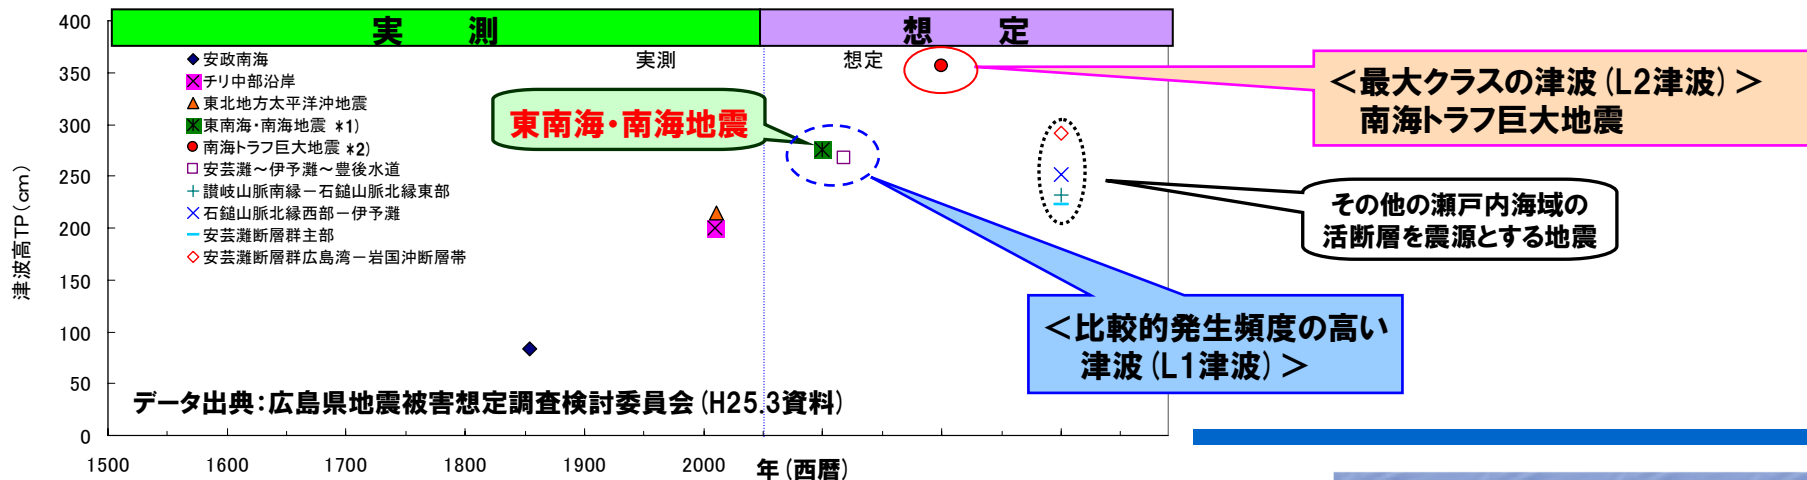 実 測
想 定
400
350
300
250
200
150
100
50
0
津波高TP(cm)
実測
想定
安政南海
チリ中部沿岸
東北地方太平洋沖地震
東南海・南海地震 *1)
南海トラフ巨大地震 *2)
安芸灘～伊予灘～豊後水道
讃岐山脈南縁－石鎚山脈北縁東部
石鎚山脈北縁西部－伊予灘
安芸灘断層群主部
安芸灘断層群広島湾－岩国沖断層帯
東南海・南海地震
＜最大クラスの津波(L2津波)＞
南海トラフ巨大地震
その他の瀬戸内海域の
活断層を震源とする地震
＜比較的発生頻度の高い
津波(L1津波)＞
データ出典：広島県地震被害想定調査検討委員会(H25.3資料)
1500
1600
1700
1800
1900
2000
年(西暦)